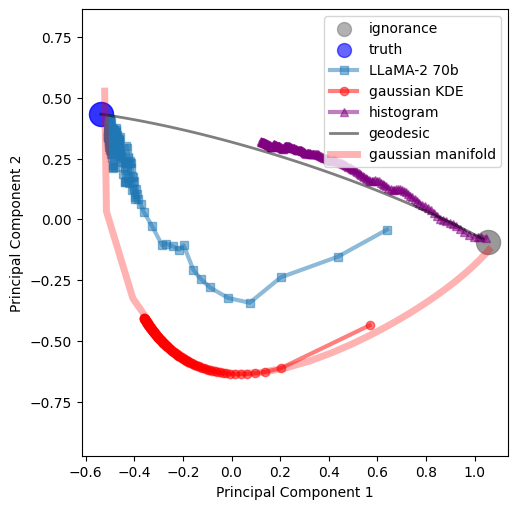 ignorance
truth
LLaMA-2 70b
gaussian KDE
histogram
geodesic
gaussian manifold
0.75
0.50
0.25
0.00
−0.25
−0.50
−0.75
Principal Component 2
−0.6
−0.4
−0.2
0.0
0.2
0.4
0.6
0.8
1.0
Principal Component 1